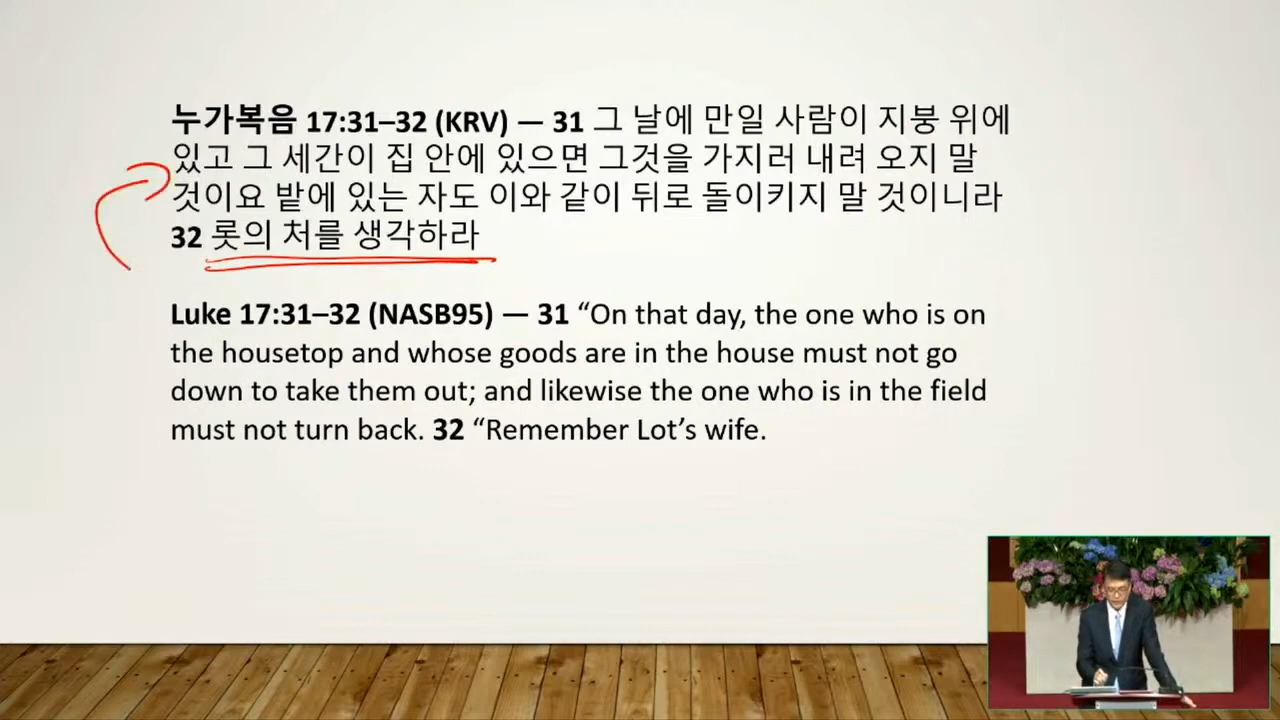 누가복음 17:31–32 (KRV) — 31 그 날에 만일 사람이 지붕 위에
있고 그 세간이 집 안에 있으면 그것을 가지러 내려 오지 말
것이요 밭에 있는 자도 이와 같이 뒤로 돌이키지 말 것이니라
32 롯의 처를 생각하라
Luke 17:31–32 (NASB95) — 31 “On that day, the one who is on
the housetop and whose goods are in the house must not go
down to take them out; and likewise the one who is in the field
must not turn back. 32 “Remember Lot’s wife.